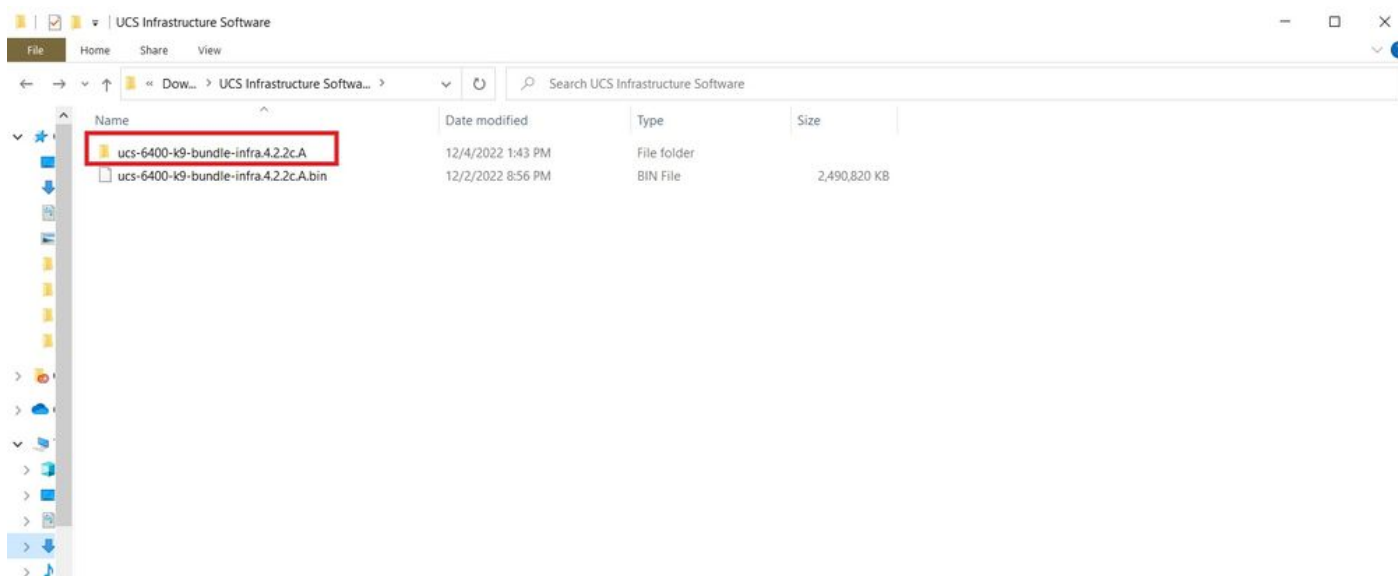 UCS Infrastructure Software
File Home Share View
« Dow... > UCS Infrastructure Softwa... > Search UCS Infrastructure Software
Name Date modified Type Size
ucs-6400-k9-bundle-infra.4.2.2c.A 12/4/2022 1:43 PM File folder
ucs-6400-k9-bundle-infra.4.2.2c.A.bin 12/2/2022 8:56 PM BIN File 2,490,820 KB